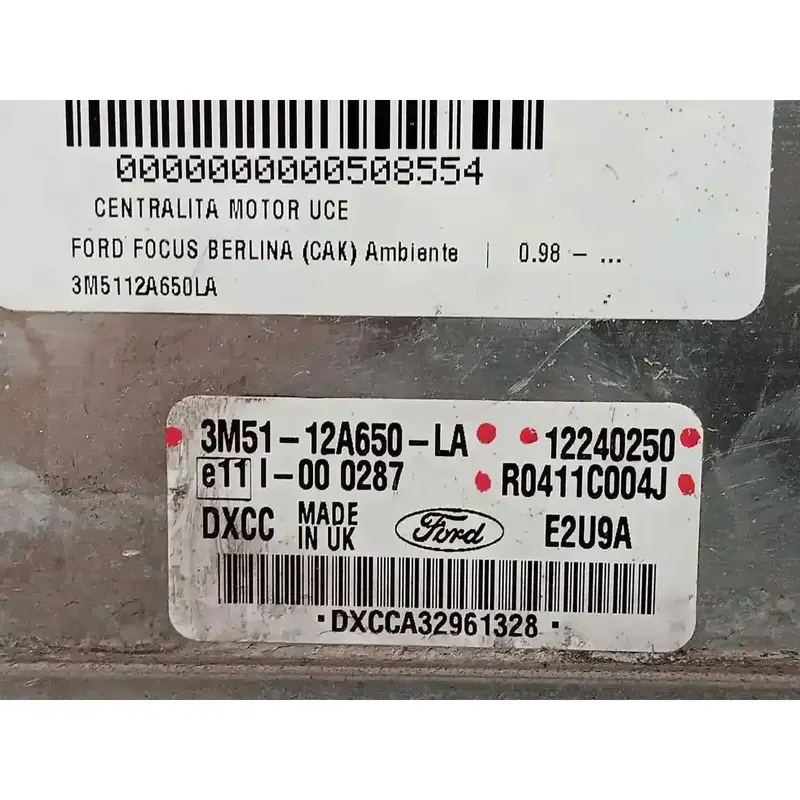 0000000000508554
CENTRALITA MOTOR UCE
FORD FOCUS BERLINA (CAK) Ambiente | 0.98 - ...
3M5112A650LA
3M51-12A650-LA 12240250
e11 I-00 0287 R0411C004J
DXCC MADE IN UK Ford E2U9A
·DXCCA32961328·